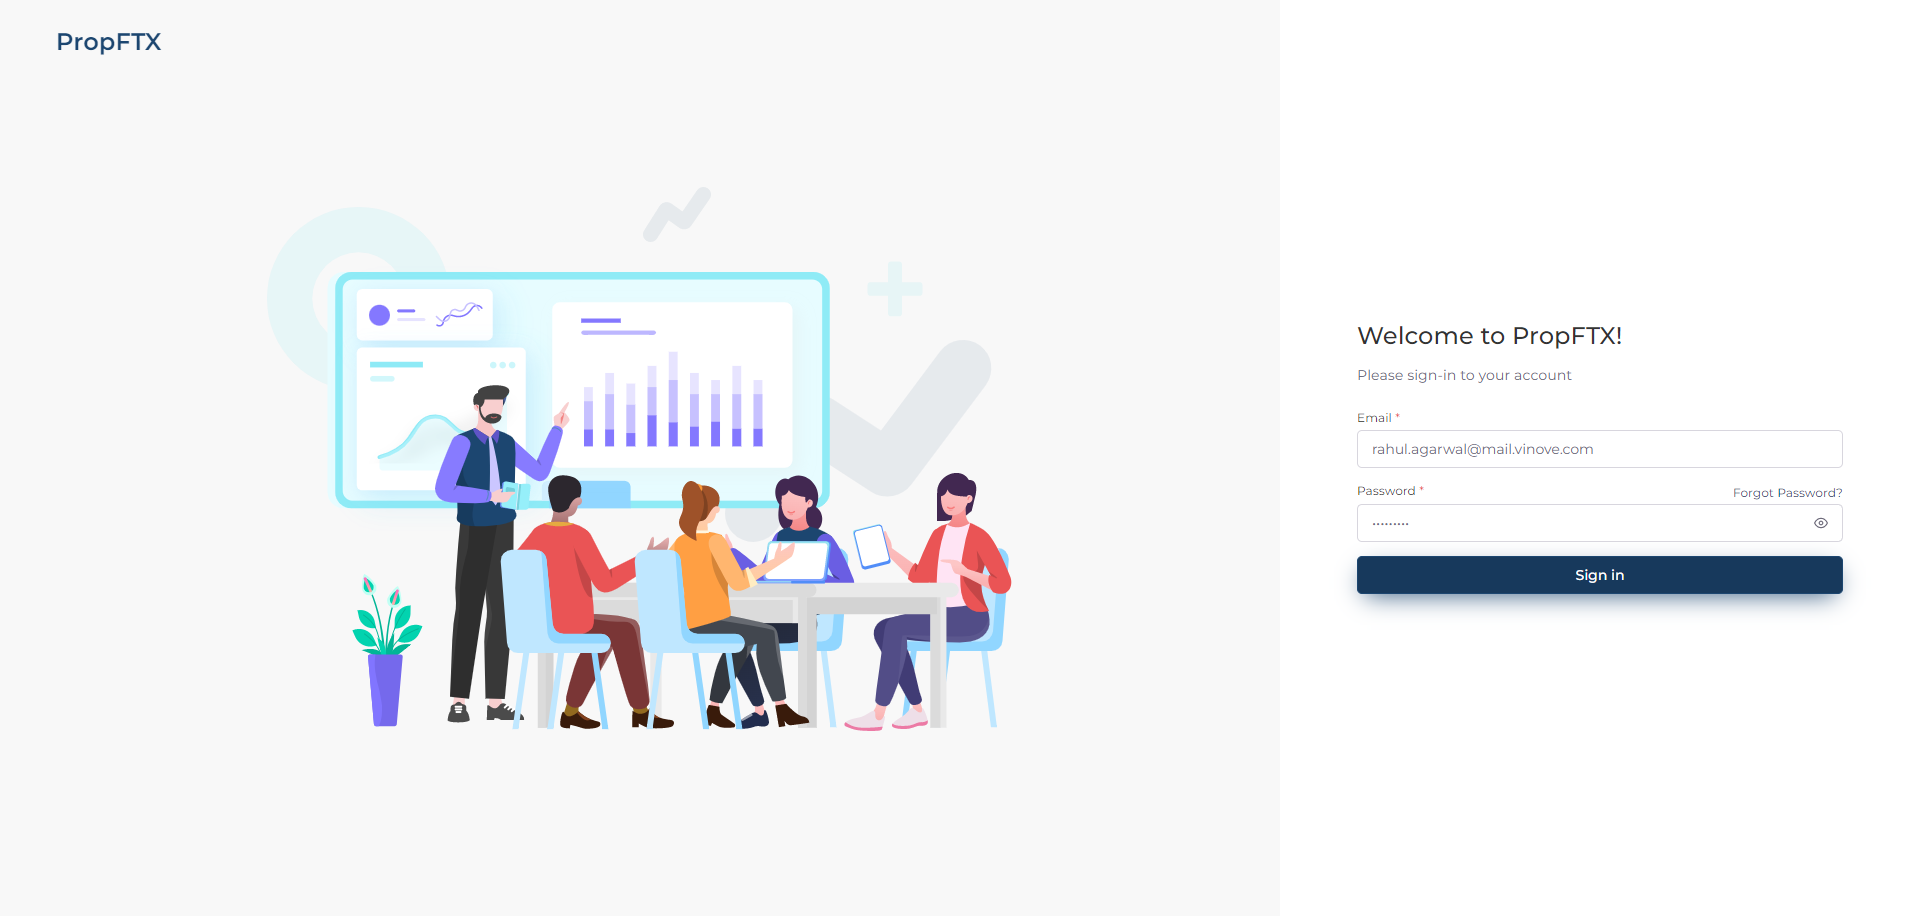 PropFTX
Welcome to PropFTX!
Please sign-in to your account
Email *
rahul.agarwal@mail.vinove.com
Password *
Forgot Password?
·········
Sign in